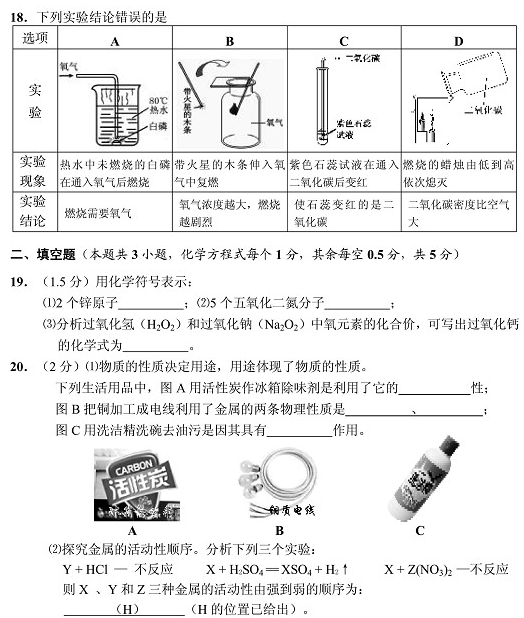 18．下列实验结论错误的是
选项 A B C D
实验
氧气
80℃
热水
白磷
带火星的木条
氧气
二氧化碳
紫色石蕊
试液
二氧化碳
实验现象
热水中未燃烧的白磷在通入氧气后燃烧
带火星的木条伸入氧气中复燃
紫色石蕊试液在通入二氧化碳后变红
燃烧的蜡烛由低到高依次熄灭
实验结论
燃烧需要氧气
氧气浓度越大，燃烧越剧烈
使石蕊变红的是二氧化碳
二氧化碳密度比空气大
二、填空题（本题共 3 小题，化学方程式每个 1 分，其余每空 0.5 分，共 5 分）
19．（1.5 分）用化学符号表示：
⑴2 个锌原子__________；⑵5 个五氧化二氮分子__________；
⑶分析过氧化氢（H₂O₂）和过氧化钠（Na₂O₂）中氧元素的化合价，可写出过氧化钙
的化学式为__________。
20．（2 分）⑴物质的性质决定用途，用途体现了物质的性质。
下列生活用品中，图 A 用活性炭作冰箱除味剂是利用了它的__________性；
图 B 把铜加工成电线利用了金属的两条物理性质是__________、__________；
图 C 用洗洁精洗碗去油污是因其具有__________作用。
CARBON
活性炭
铜质电线
A B C
⑵探究金属的活动性顺序。分析下列三个实验：
Y + HCl — 不反应 X + H₂SO₄ ═ XSO₄ + H₂↑ X + Z(NO₃)₂ —不反应
则 X 、Y 和 Z 三种金属的活动性由强到弱的顺序为：
________（H）________（H 的位置已给出）。